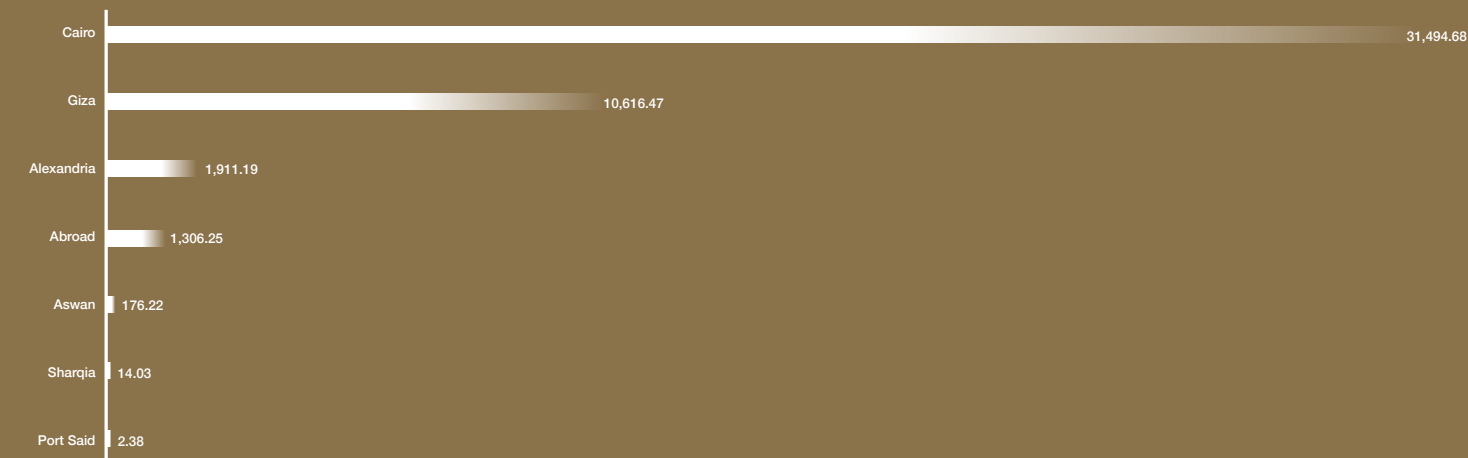 Cairo 31,494.68
Giza 10,616.47
Alexandria 1,911.19
Abroad 1,306.25
Aswan 176.22
Sharqia 14.03
Port Said 2.38